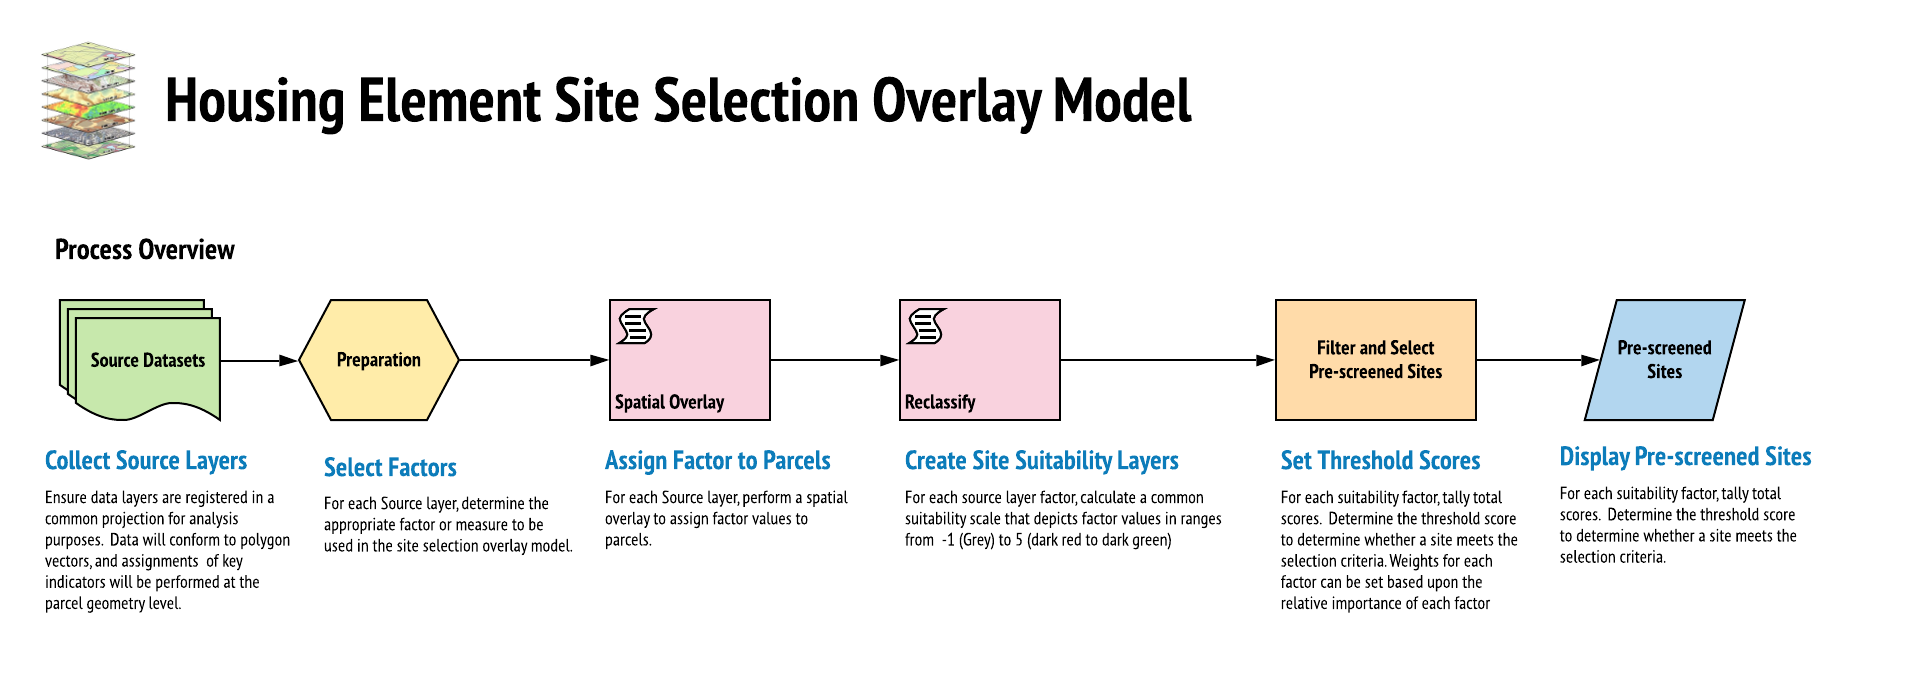 Housing Element Site Selection Overlay Model
Process Overview
Source Datasets
Preparation
Spatial Overlay
Reclassify
Filter and Select
Pre-screened Sites
Pre-screened
Sites
Collect Source Layers
Ensure data layers are registered in a
common projection for analysis
purposes.  Data will conform to polygon
vectors, and assignments  of key
indicators will be performed at the
parcel geometry level.
Select Factors
For each Source layer, determine the
appropriate factor or measure to be
used in the site selection overlay model.
Assign Factor to Parcels
For each Source layer, perform a spatial
overlay to assign factor values to
parcels.
Create Site Suitability Layers
For each source layer factor, calculate a common
suitability scale that depicts factor values in ranges
from  -1 (Grey) to 5 (dark red to dark green)
Set Threshold Scores
For each suitability factor, tally total
scores.  Determine the threshold score
to determine whether a site meets the
selection criteria. Weights for each
factor can be set based upon the
relative importance of each factor
Display Pre-screened Sites
For each suitability factor, tally total
scores.  Determine the threshold score
to determine whether a site meets the
selection criteria.